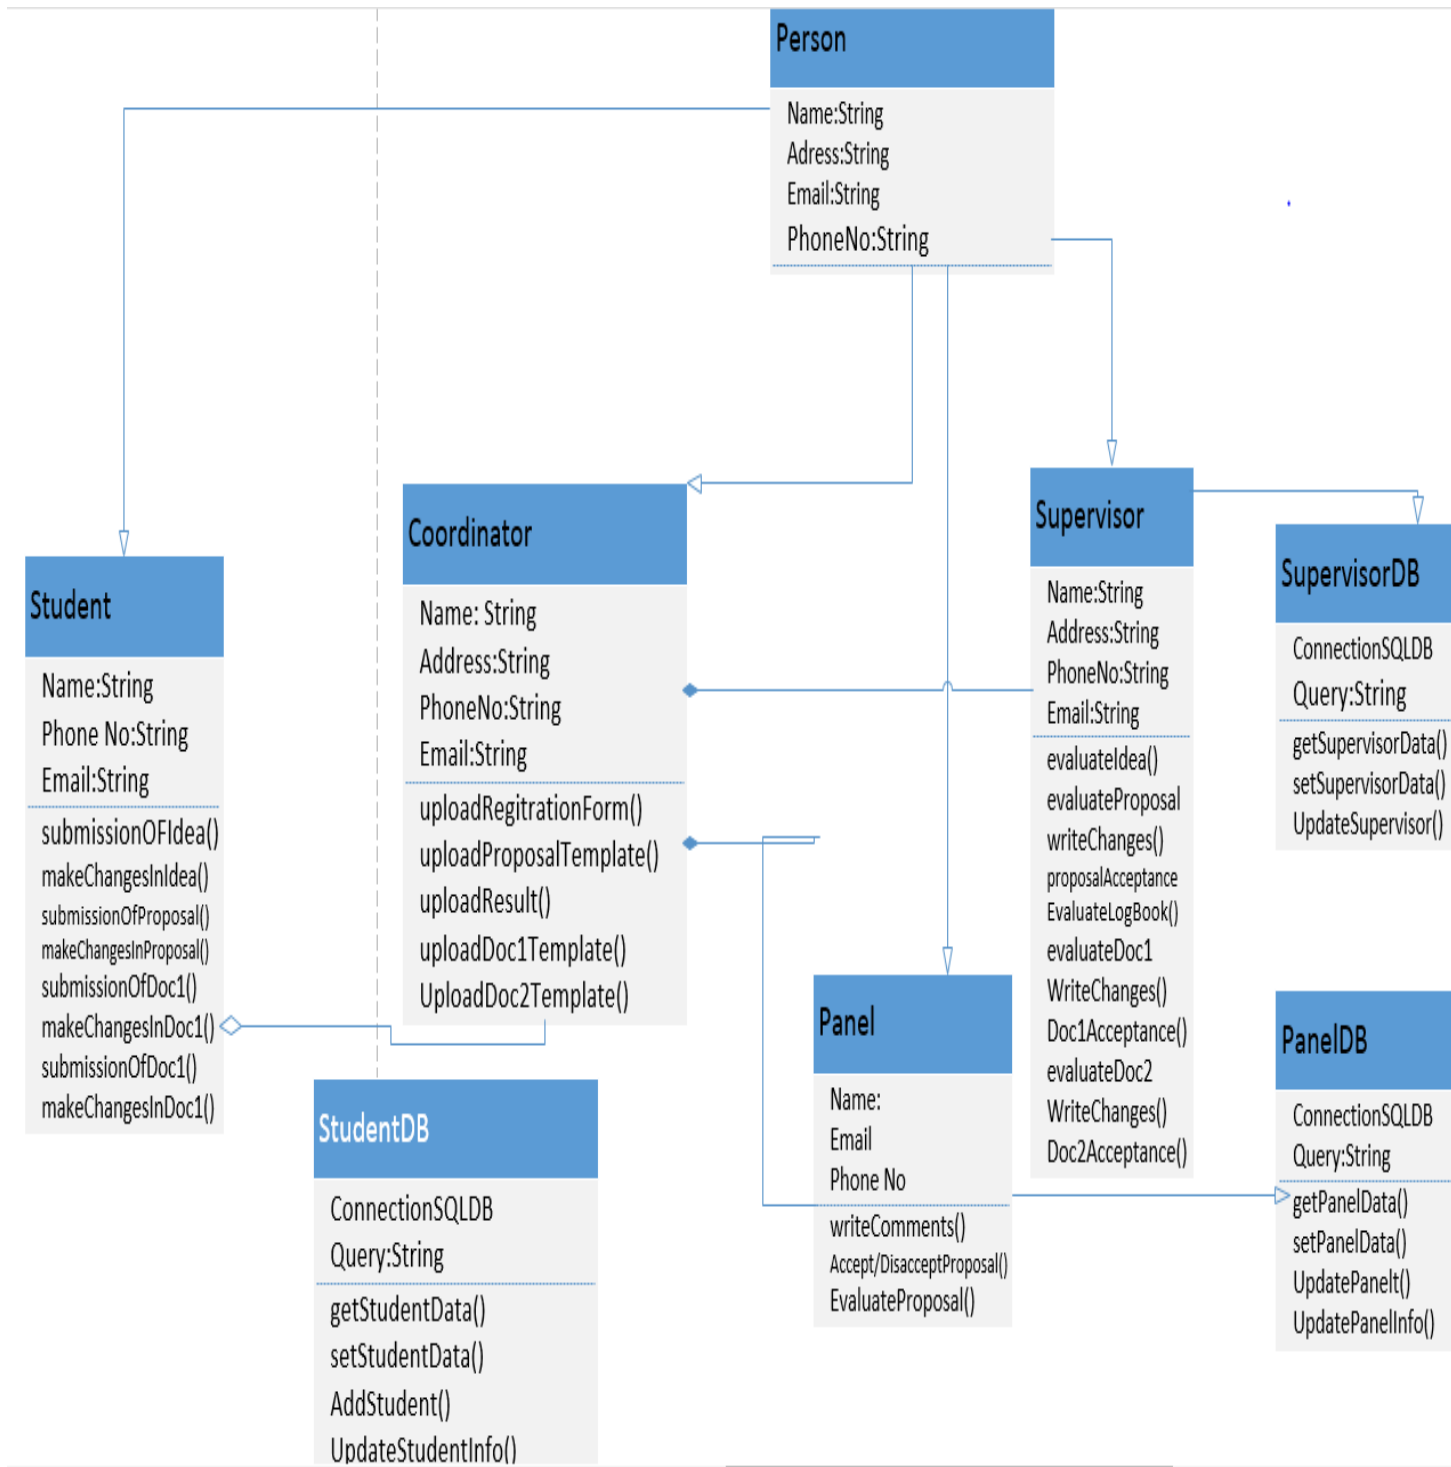 Person
Name:String
Adress:String
Email:String
PhoneNo:String
Student
Name:String
Phone No:String
Email:String
submissionOFIdea()
makeChangesInIdea()
submissionOfProposal()
makeChangesInProposal()
submissionOfDoc1()
makeChangesInDoc1()
submissionOfDoc1()
makeChangesInDoc1()
Coordinator
Name: String
Address:String
PhoneNo:String
Email:String
uploadRegitrationForm()
uploadProposalTemplate()
uploadResult()
uploadDoc1Template()
UploadDoc2Template()
Supervisor
Name:String
Address:String
PhoneNo:String
Email:String
evaluateIdea()
evaluateProposal
writeChanges()
proposalAcceptance
EvaluateLogBook()
evaluateDoc1
WriteChanges()
Doc1Acceptance()
evaluateDoc2
WriteChanges()
Doc2Acceptance()
SupervisorDB
ConnectionSQLDB
Query:String
getSupervisorData()
setSupervisorData()
UpdateSupervisor()
StudentDB
ConnectionSQLDB
Query:String
getStudentData()
setStudentData()
AddStudent()
UpdateStudentInfo()
Panel
Name:
Email
Phone No
writeComments()
Accept/DisacceptProposal()
EvaluateProposal()
PanelDB
ConnectionSQLDB
Query:String
getPanelData()
setPanelData()
UpdatePanelt()
UpdatePanelInfo()